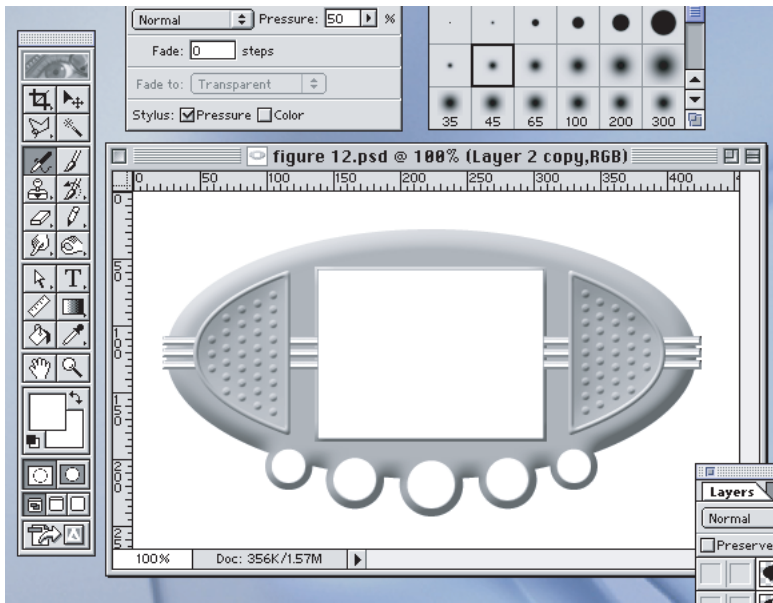 Normal Pressure: 50 %
Fade: 0 steps
Fade to: Transparent
Stylus: Pressure Color
35 45 65 100 200 300
figure 12.psd @ 100% (Layer 2 copy,RGB)
0 50 100 150 200 250 300 350 400
0
50
100
150
200
25
T
100% Doc: 356K/1.57M
Layers
Normal
Preserve